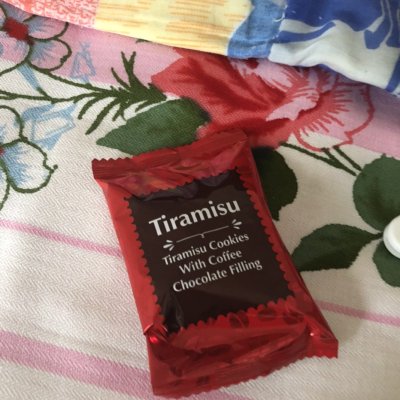 Tiramisu
Tiramisu Cookies
With Coffee
Chocolate Filling